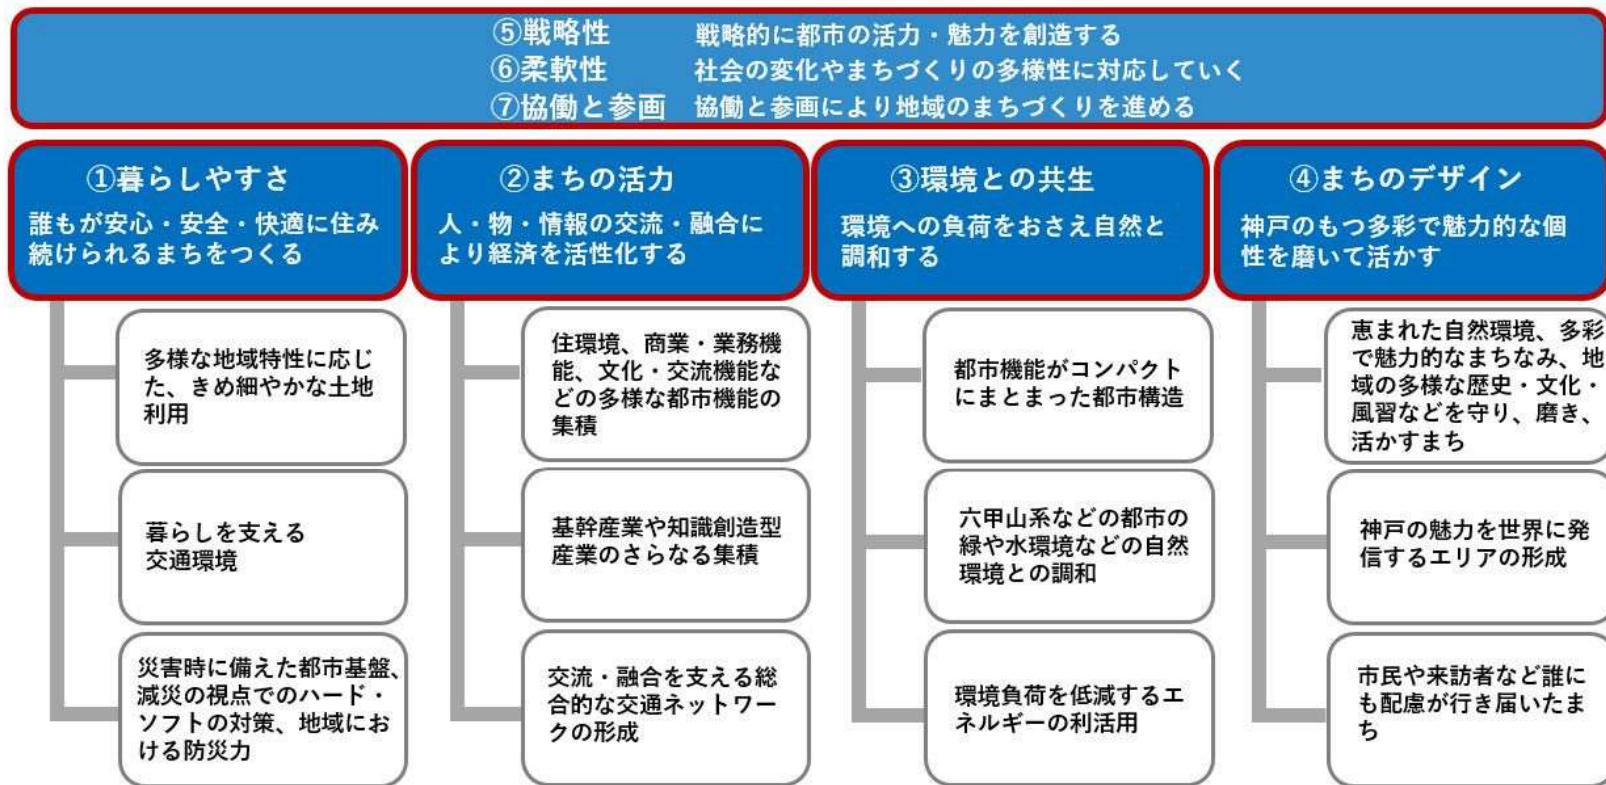 ⑤戦略性 戦略的に都市の活力・魅力を創造する
⑥柔軟性 社会の変化やまちづくりの多様性に対応していく
⑦協働と参画 協働と参画により地域のまちづくりを進める
①暮らしやすさ
誰もが安心・安全・快適に住み
続けられるまちをつくる
多様な地域特性に応じ
た、きめ細やかな土地
利用
暮らしを支える
交通環境
災害時に備えた都市基盤、
減災の視点でのハード・
ソフトの対策、地域にお
ける防災力
②まちの活力
人・物・情報の交流・融合に
より経済を活性化する
住環境、商業・業務機
能、文化・交流機能な
どの多様な都市機能の
集積
基幹産業や知識創造型
産業のさらなる集積
交流・融合を支える総
合的な交通ネットワー
クの形成
③環境との共生
環境への負荷をおさえ自然と
調和する
都市機能がコンパクト
にまとまった都市構造
六甲山系などの都市の
緑や水環境などの自然
環境との調和
環境負荷を低減するエ
ネルギーの利活用
④まちのデザイン
神戸のもつ多彩で魅力的な個
性を磨いて活かす
恵まれた自然環境、多彩
で魅力的なまちなみ、地
域の多様な歴史・文化・
風習などを守り、磨き、
活かすまち
神戸の魅力を世界に発
信するエリアの形成
市民や来訪者など誰に
も配慮が行き届いたま
ち